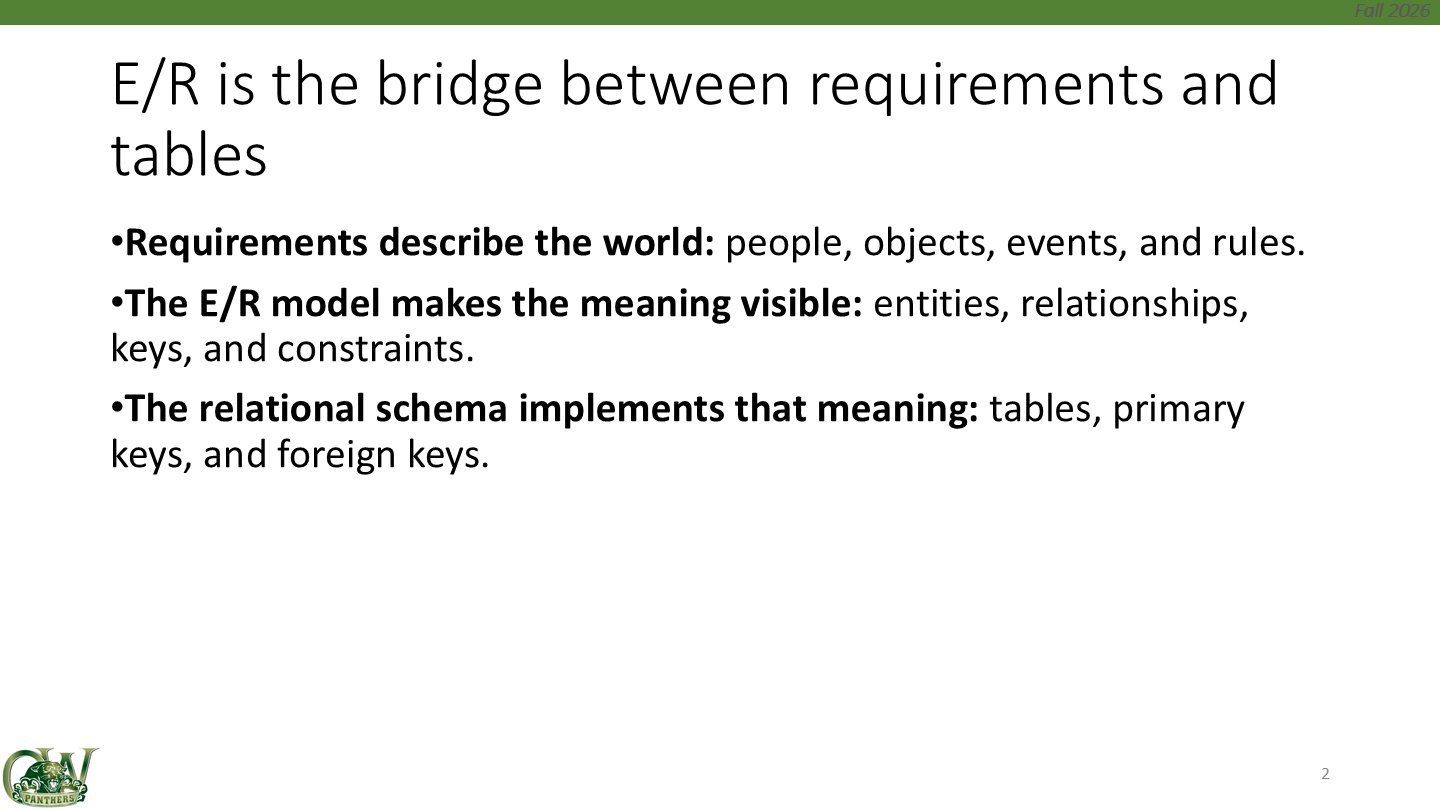 Fall 2026
E/R is the bridge between requirements and
tables
•Requirements describe the world: people, objects, events, and rules.
•The E/R model makes the meaning visible: entities, relationships,
keys, and constraints.
•The relational schema implements that meaning: tables, primary
keys, and foreign keys.
OW
PANTHERS
2